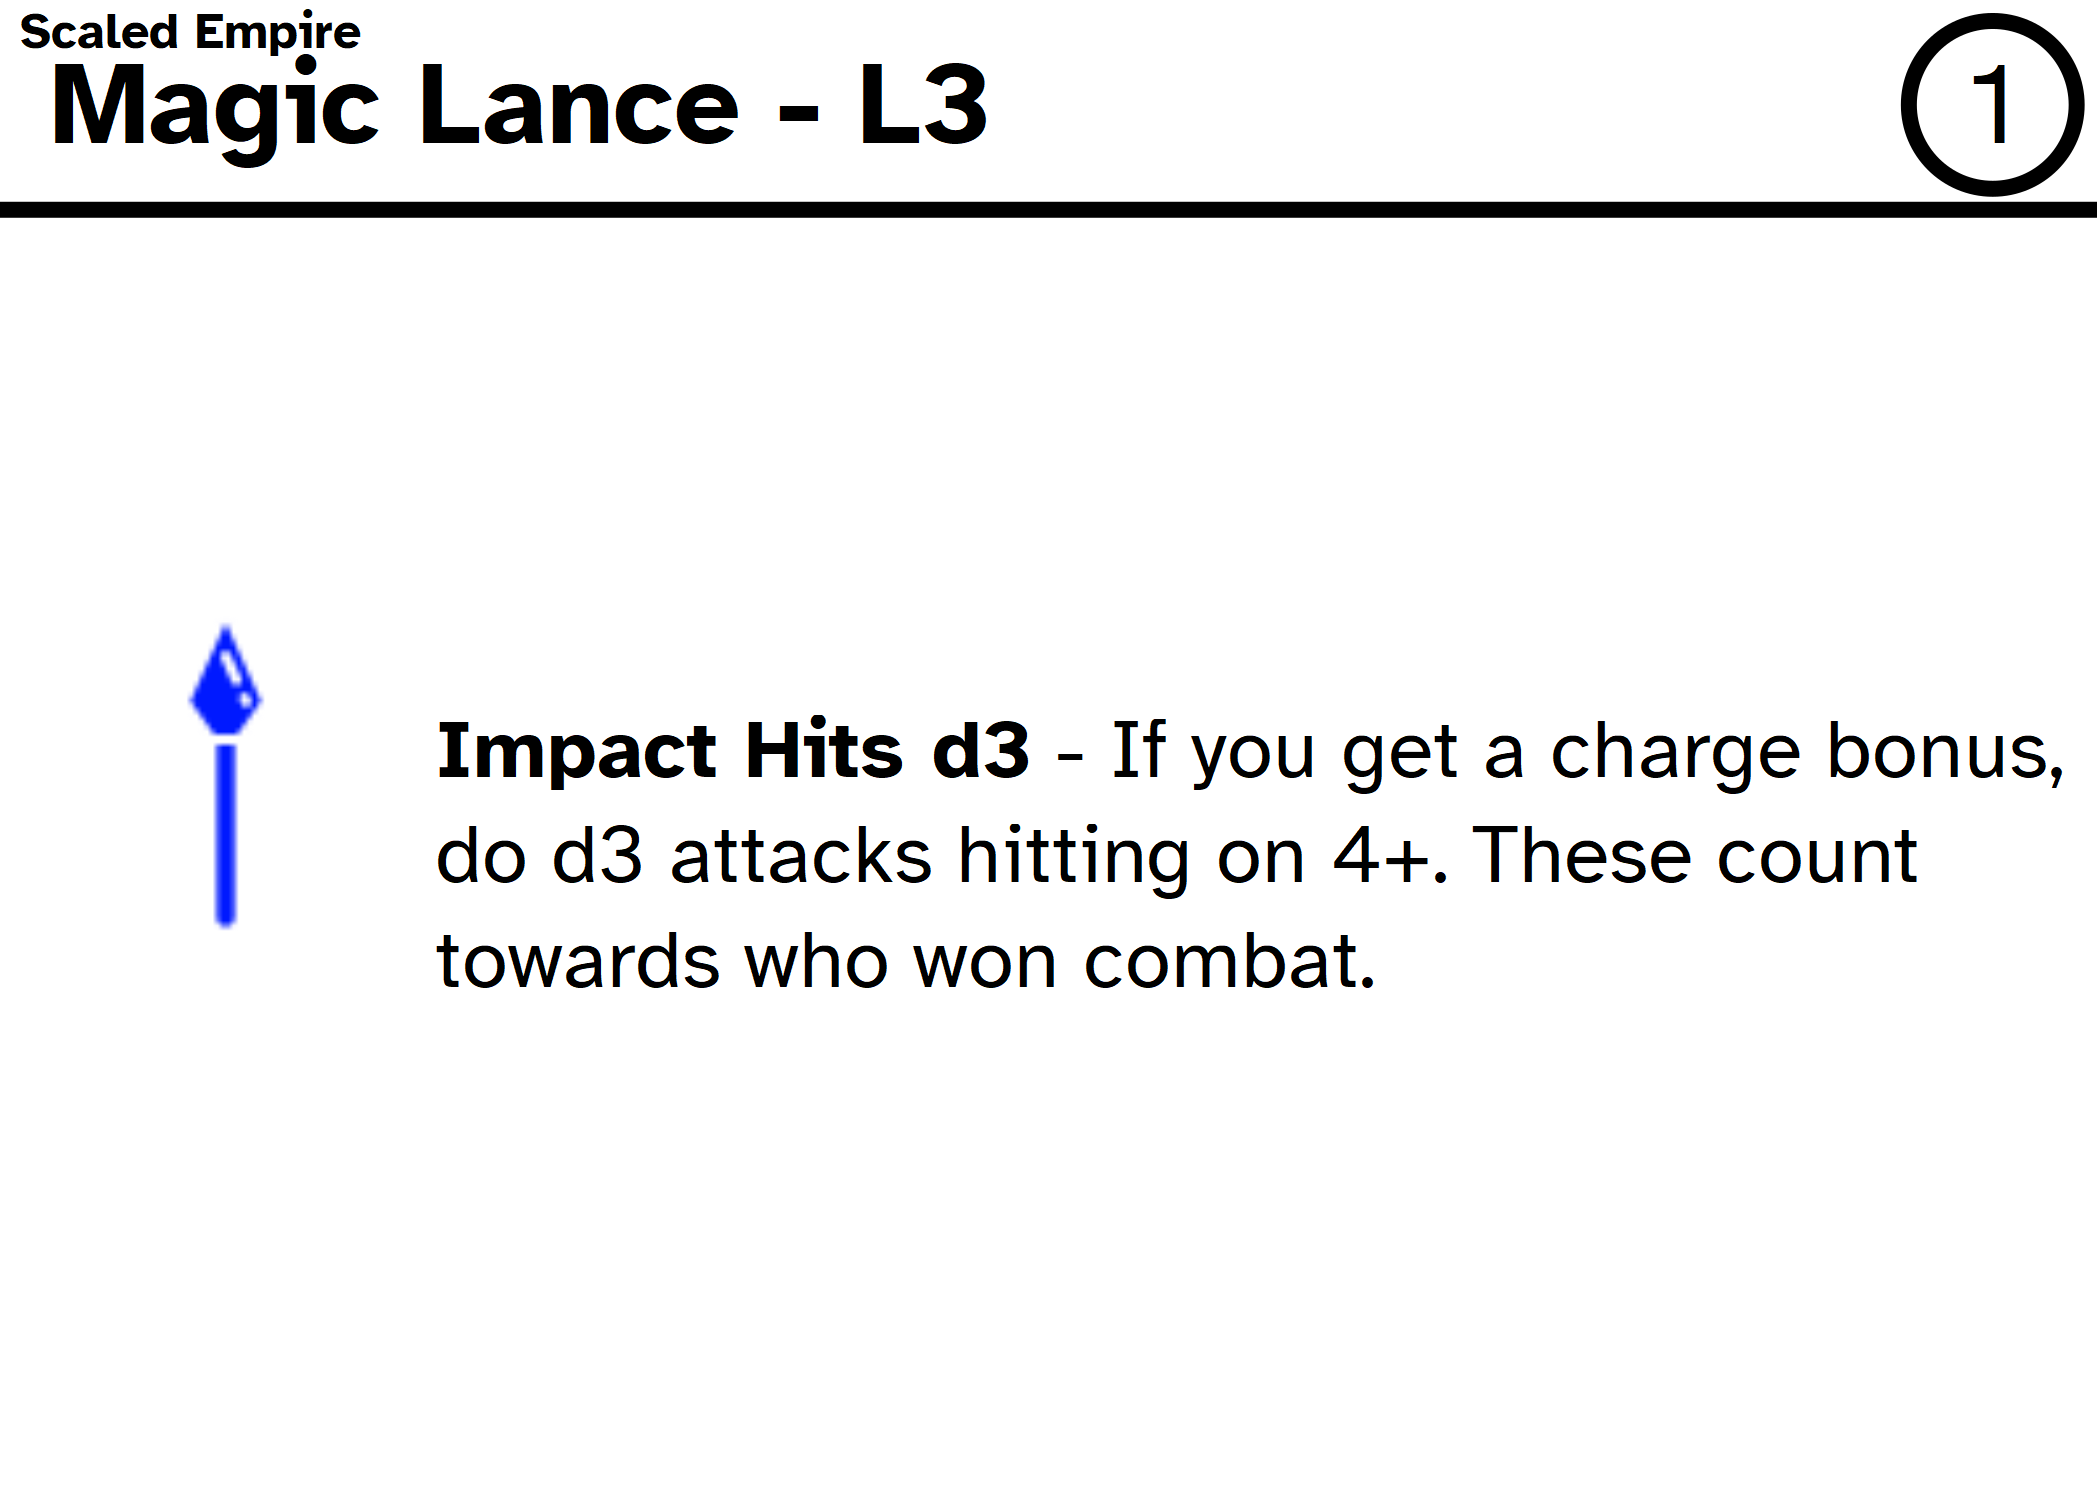 Scaled Empire
Magic Lance - L3
1
Impact Hits d3 - If you get a charge bonus,
do d3 attacks hitting on 4+. These count
towards who won combat.